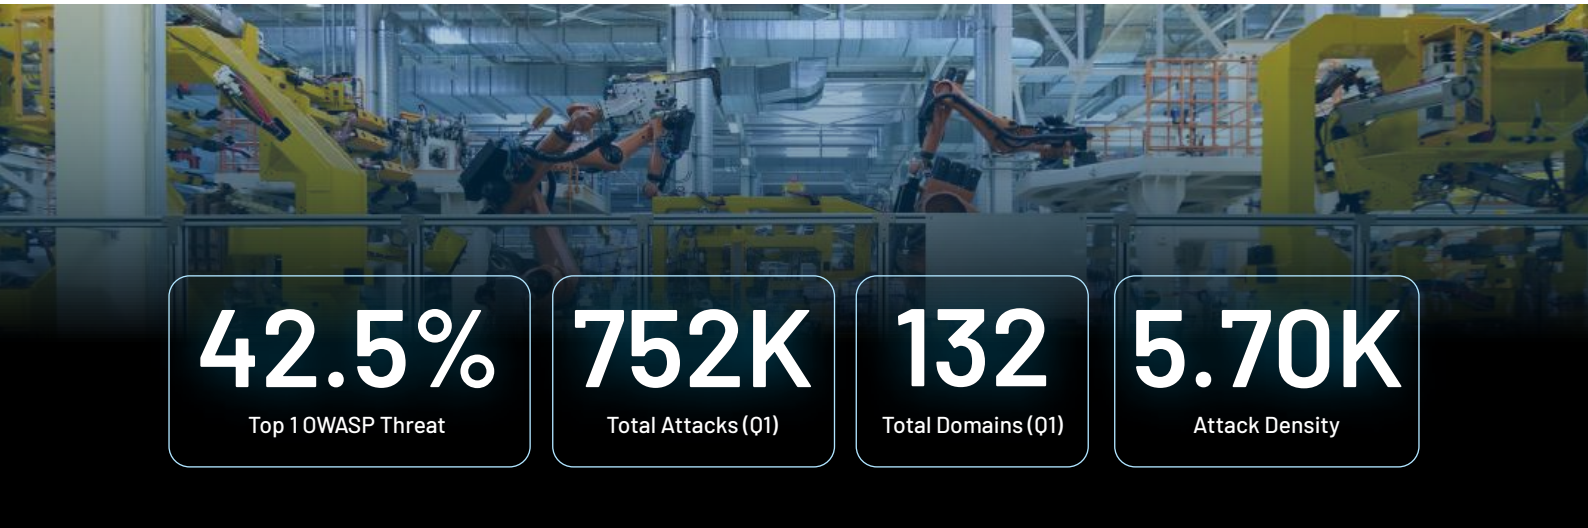 42.5%
Top 1 OWASP Threat
752K
Total Attacks (Q1)
132
Total Domains (Q1)
5.70K
Attack Density